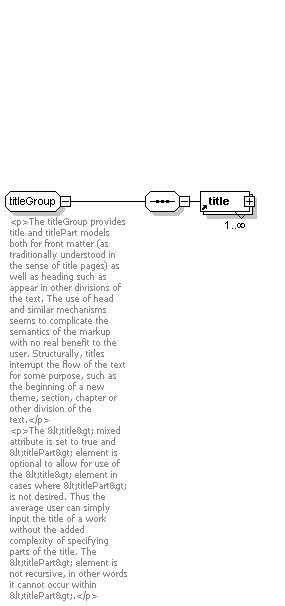 titleGroup
title
1..∞
<p>The titleGroup provides
title and titlePart models
both for front matter (as
traditionally understood in
the sense of title pages) as
well as heading such as
appear in other divisions of
the text. The use of head
and similar mechanisms
seems to complicate the
semantics of the markup
with no real benefit to the
user. Structurally, titles
interrupt the flow of the text
for some purpose, such as
the beginning of a new
theme, section, chapter or
other division of the
text.</p>
<p>The &lt;title&gt; mixed
attribute is set to true and
&lt;titlePart&gt; element is
optional to allow for use of
the &lt;title&gt; element in
cases where &lt;titlePart&gt;
is not desired. Thus the
average user can simply
input the title of a work
without the added
complexity of specifying
parts of the title. The
&lt;titlePart&gt; element is
not recursive, in other words
it cannot occur within
&lt;titlePart&gt;.</p>